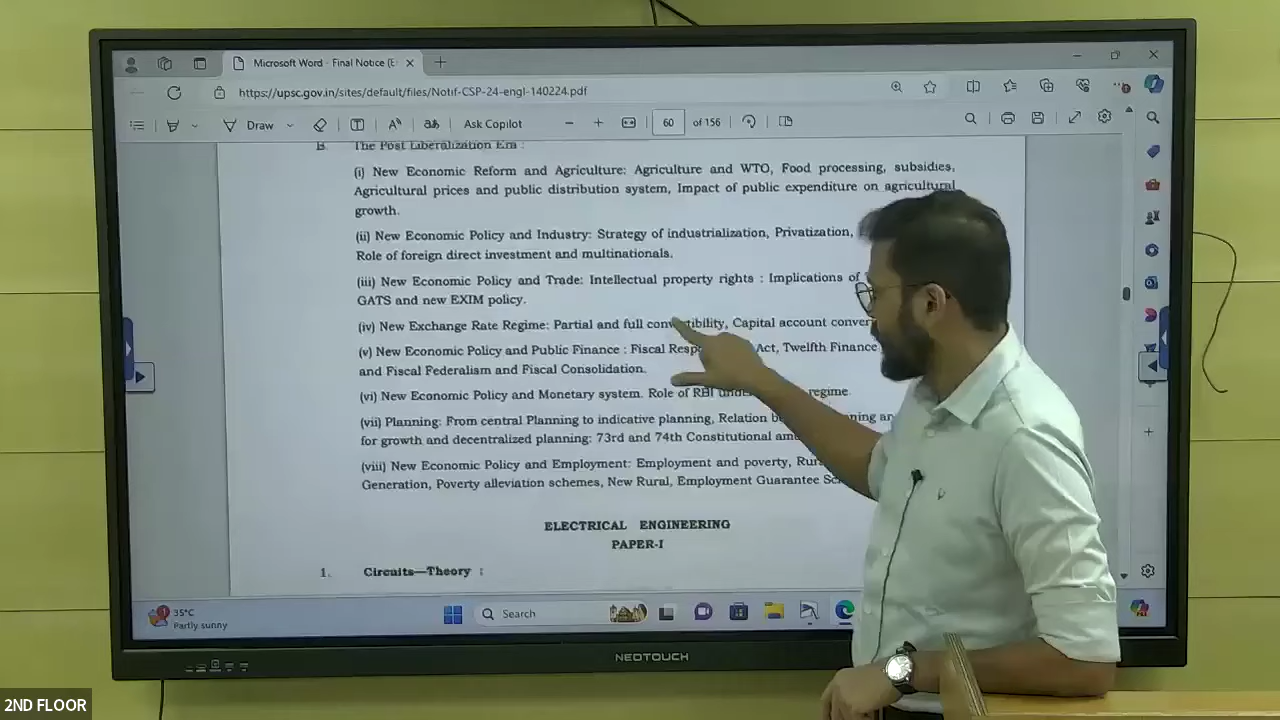 Microsoft Word - Final Notice (E
https://upsc.gov.in/sites/default/files/Notif-CSP-24-engl-140224.pdf
Draw
Ask Copilot
60 of 156
B The Post Liberalization Era :
(i) New Economic Reform and Agriculture: Agriculture and WTO, Food processing, subsidies,
Agricultural prices and public distribution system, Impact of public expenditure on agricultural
growth.
(ii) New Economic Policy and Industry: Strategy of industrialization, Privatization,
Role of foreign direct investment and multinationals.
(iii) New Economic Policy and Trade: Intellectual property rights : Implications of
GATS and new EXIM policy.
(iv) New Exchange Rate Regime: Partial and full Capital account
(v) New Economic Policy and Public Finance : Fiscal Act, Twelfth Finance
and Fiscal Federalism and Fiscal Consolidation.
(vi) New Economic Policy and Monetary system. Role of RBI regime.
(vii) Planning: From central Planning to indicative planning, Relation
for growth and decentralized planning: 73rd and 74th Constitutional
(viii) New Economic Policy and Employment: Employment and poverty,
Generation, Poverty alleviation schemes, New Rural, Employment Guarantee
ELECTRICAL ENGINEERING
PAPER-I
1. Circuits—Theory :
35°C
Partly sunny
Search
NEOTOUCH
2ND FLOOR